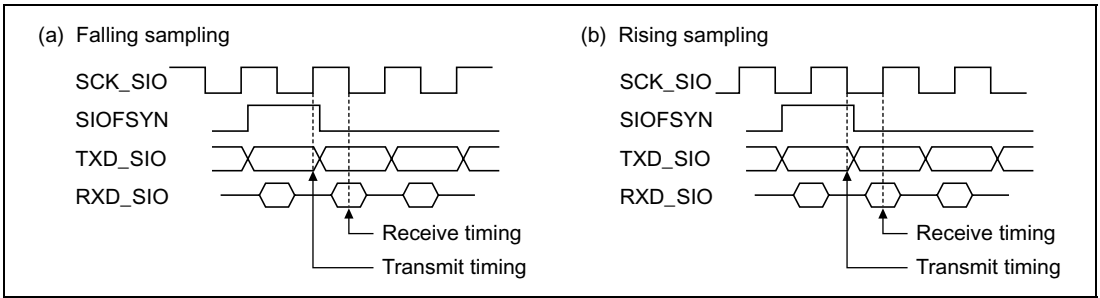 (a) Falling sampling
SCK_SIO
SIOFSYN
TXD_SIO
RXD_SIO
Receive timing
Transmit timing
(b) Rising sampling
SCK_SIO
SIOFSYN
TXD_SIO
RXD_SIO
Receive timing
Transmit timing